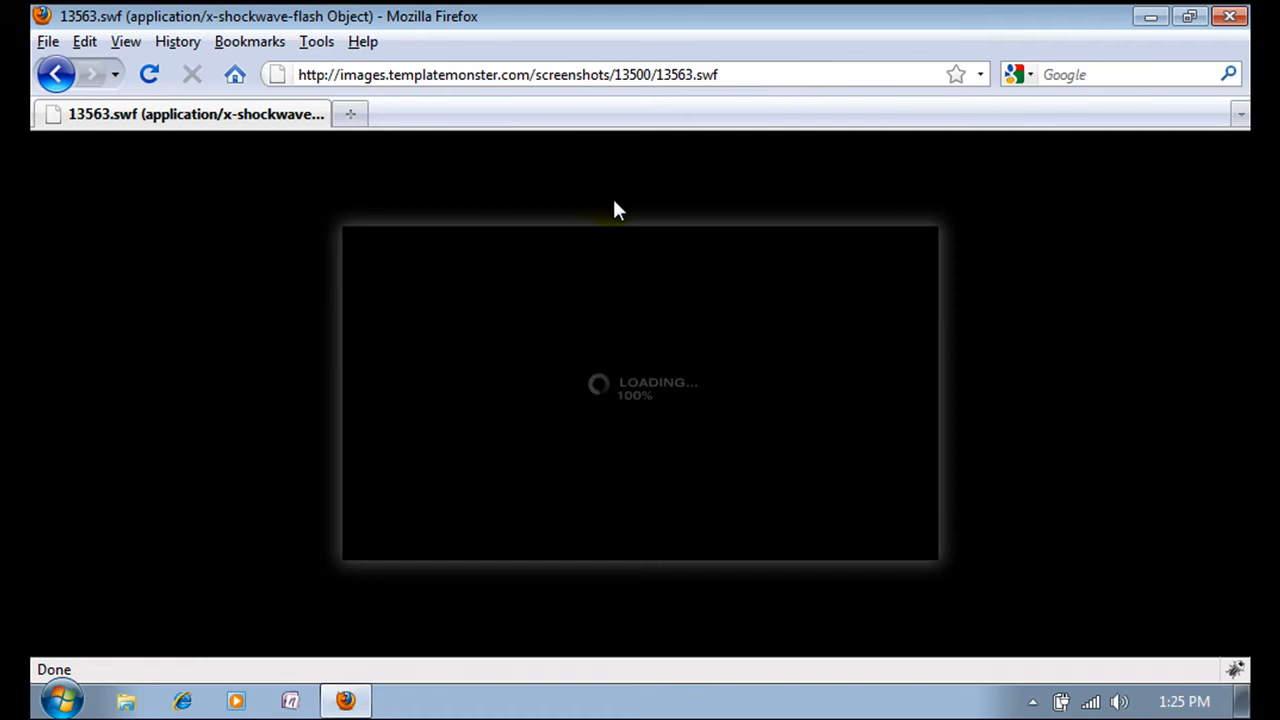 13563.swf (application/x-shockwave-flash Object) - Mozilla Firefox
File Edit View History Bookmarks Tools Help
http://images.templatemonster.com/screenshots/13500/13563.swf
Google
13563.swf (application/x-shockwave...
LOADING...
100%
Done
1:25 PM